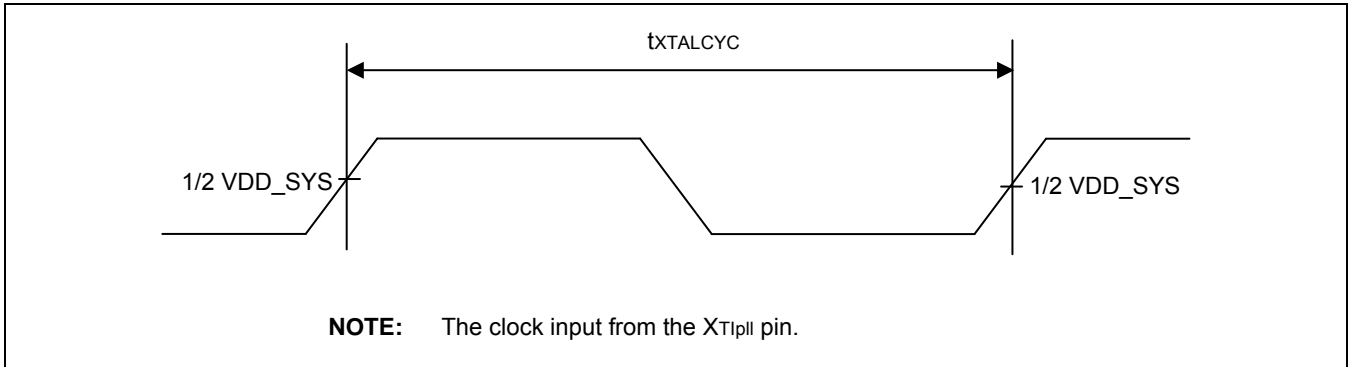 tXTALCYC
1/2 VDD_SYS
1/2 VDD_SYS
NOTE: The clock input from the XTIpll pin.